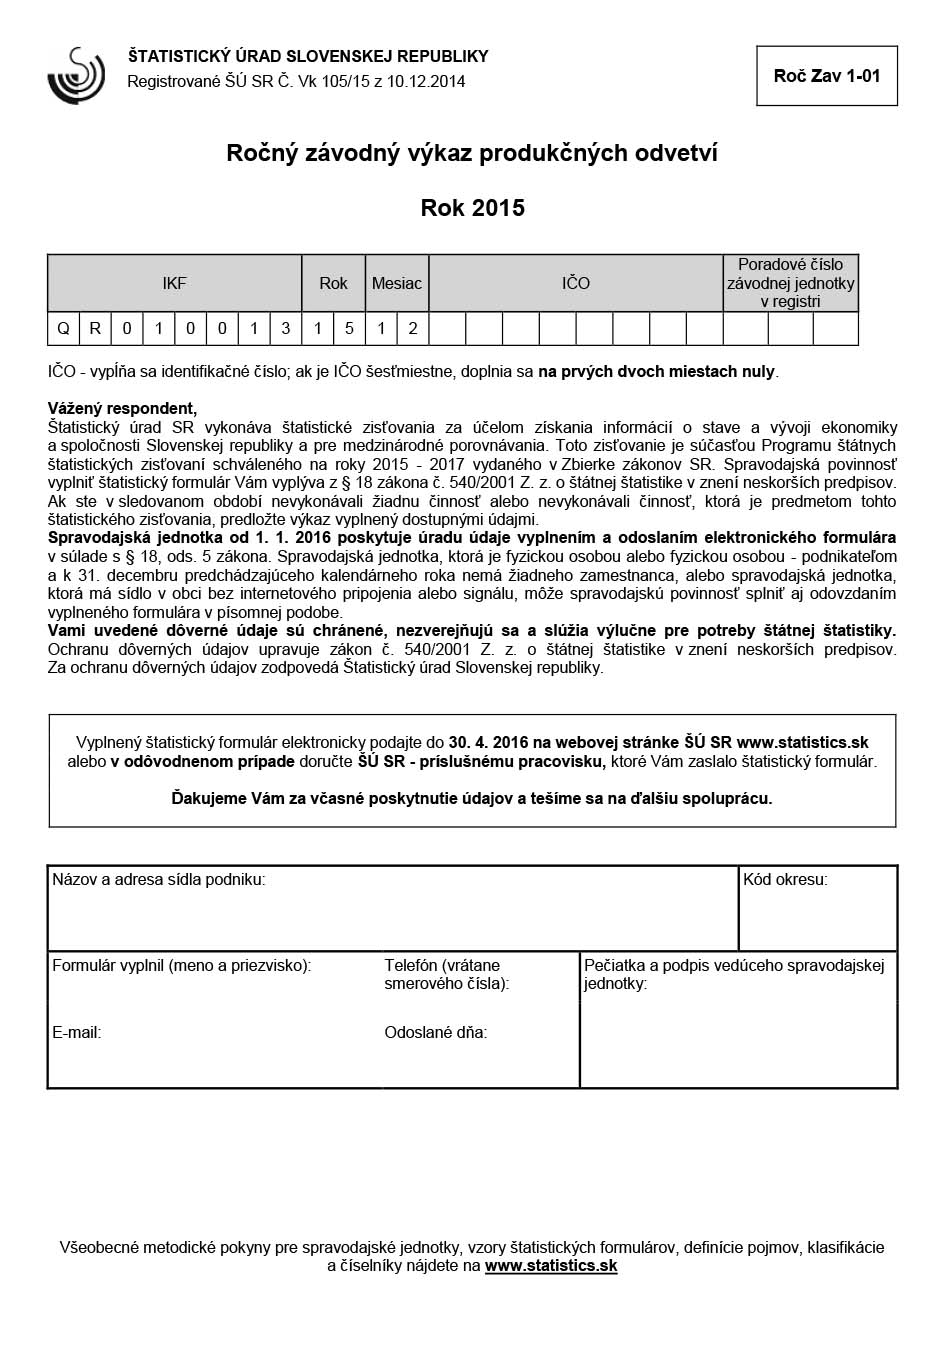 ŠTATISTICKÝ ÚRAD SLOVENSKEJ REPUBLIKY
Registrované ŠÚ SR Č. Vk 105/15 z 10.12.2014
Roč Zav 1-01
Ročný závodný výkaz produkčných odvetví
Rok 2015
IKF Rok Mesiac IČO Poradové číslo
závodnej jednotky
v registri
Q R 0 1 0 0 1 3 1 5 1 2
IČO - vypĺňa sa identifikačné číslo; ak je IČO šesťmiestne, doplnia sa na prvých dvoch miestach nuly.
Vážený respondent,
Štatistický úrad SR vykonáva štatistické zisťovania za účelom získania informácií o stave a vývoji ekonomiky
a spoločnosti Slovenskej republiky a pre medzinárodné porovnávania. Toto zisťovanie je súčasťou Programu štátnych
štatistických zisťovaní schváleného na roky 2015 - 2017 vydaného v Zbierke zákonov SR. Spravodajská povinnosť
vyplniť štatistický formulár Vám vyplýva z § 18 zákona č. 540/2001 Z. z. o štátnej štatistike v znení neskorších predpisov.
Ak ste v sledovanom období nevykonávali žiadnu činnosť alebo nevykonávali činnosť, ktorá je predmetom tohto
štatistického zisťovania, predložte výkaz vyplnený dostupnými údajmi.
Spravodajská jednotka od 1. 1. 2016 poskytuje úradu údaje vyplnením a odoslaním elektronického formulára
v súlade s § 18, ods. 5 zákona. Spravodajská jednotka, ktorá je fyzickou osobou alebo fyzickou osobou - podnikateľom
a k 31. decembru predchádzajúceho kalendárneho roka nemá žiadneho zamestnanca, alebo spravodajská jednotka,
ktorá má sídlo v obci bez internetového pripojenia alebo signálu, môže spravodajskú povinnosť splniť aj odovzdaním
vyplneného formulára v písomnej podobe.
Vami uvedené dôverné údaje sú chránené, nezverejňujú sa a slúžia výlučne pre potreby štátnej štatistiky.
Ochranu dôverných údajov upravuje zákon č. 540/2001 Z. z. o štátnej štatistike v znení neskorších predpisov.
Za ochranu dôverných údajov zodpovedá Štatistický úrad Slovenskej republiky.
Vyplnený štatistický formulár elektronicky podajte do 30. 4. 2016 na webovej stránke ŠÚ SR www.statistics.sk
alebo v odôvodnenom prípade doručte ŠÚ SR - príslušnému pracovisku, ktoré Vám zaslalo štatistický formulár.
Ďakujeme Vám za včasné poskytnutie údajov a tešíme sa na ďalšiu spoluprácu.
Názov a adresa sídla podniku: Kód okresu:
Formulár vyplnil (meno a priezvisko): Telefón (vrátane
smerového čísla): Pečiatka a podpis vedúceho spravodajskej
jednotky:
E-mail: Odoslané dňa:
Všeobecné metodické pokyny pre spravodajské jednotky, vzory štatistických formulárov, definície pojmov, klasifikácie
a číselníky nájdete na www.statistics.sk